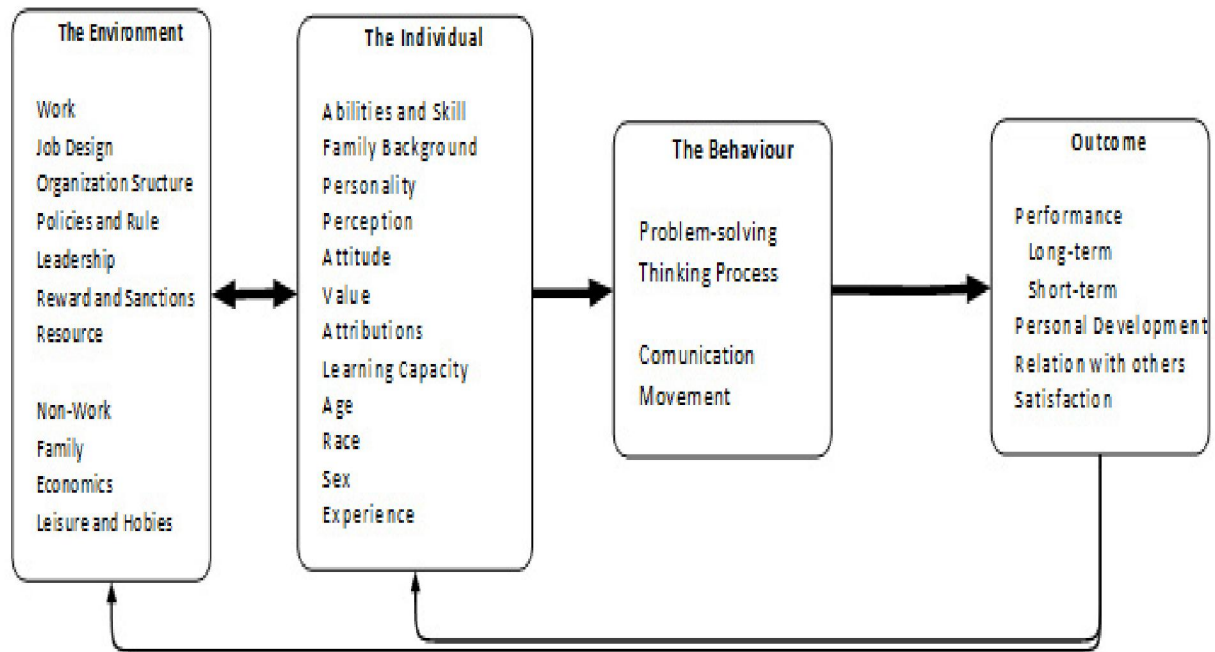 The Environment
Work
Job Design
Organization Sructure
Policies and Rule
Leadership
Reward and Sanctions
Resource
Non-Work
Family
Economics
Leisure and Hobies
The Individual
Abilities and Skill
Family Background
Personality
Perception
Attitude
Value
Attributions
Learning Capacity
Age
Race
Sex
Experience
The Behaviour
Problem-solving
Thinking Process
Comunication
Movement
Outcome
Performance
Long-term
Short-term
Personal Development
Relation with others
Satisfaction